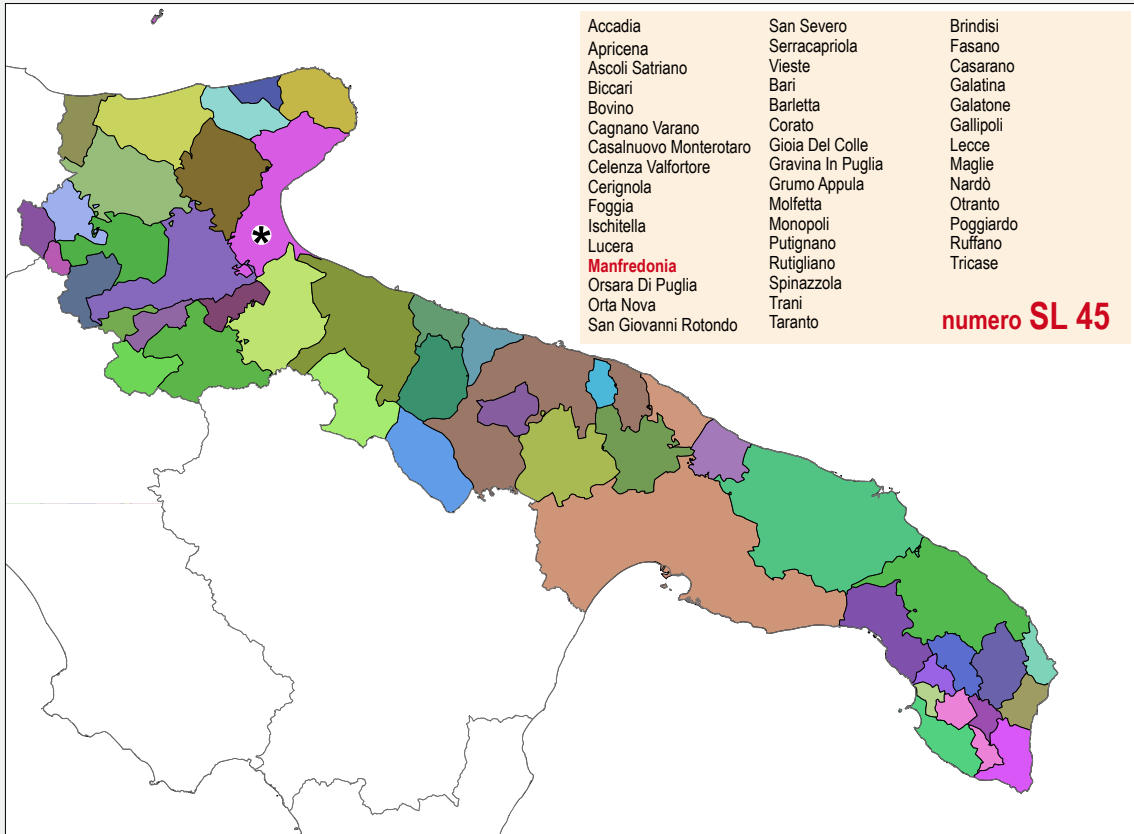 Accadia
Apricena
Ascoli Satriano
Biccari
Bovino
Cagnano Varano
Casalnuovo Monterotaro
Celenza Valfortore
Cerignola
Foggia
Ischitella
Lucera
Manfredonia
Orsara Di Puglia
Orta Nova
San Giovanni Rotondo
San Severo
Serracapriola
Vieste
Bari
Barletta
Corato
Gioia Del Colle
Gravina In Puglia
Grumo Appula
Molfetta
Monopoli
Putignano
Rutigliano
Spinazzola
Trani
Taranto
Brindisi
Fasano
Casarano
Galatina
Galatone
Gallipoli
Lecce
Maglie
Nardò
Otranto
Poggiardo
Ruffano
Tricase
numero SL 45
*